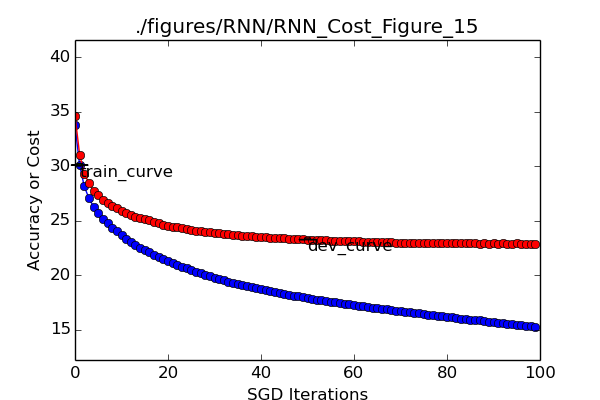 ./figures/RNN/RNN_Cost_Figure_15
Accuracy or Cost
40
35
30
25
20
15
train_curve
dev_curve
0
20
40
60
80
100
SGD Iterations